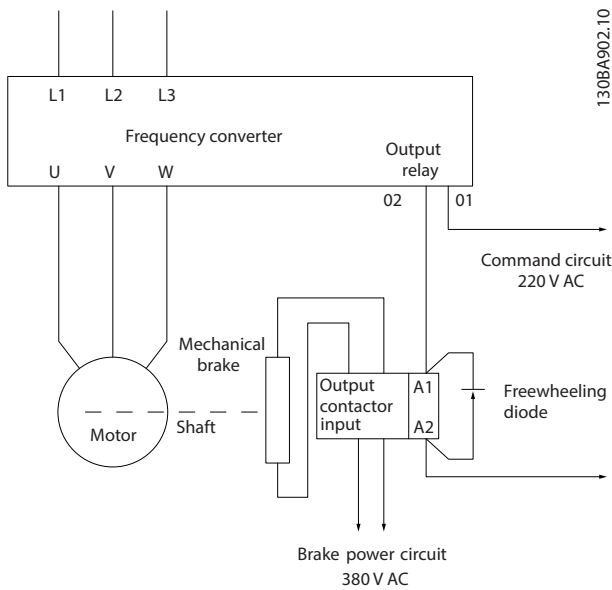 130BA902.10
L1 L2 L3
Frequency converter
Output
relay
U V W
02 01
Command circuit
220 V AC
Mechanical
brake
Output
contactor
input
A1
A2
Freewheeling
diode
Motor
Shaft
Brake power circuit
380 V AC